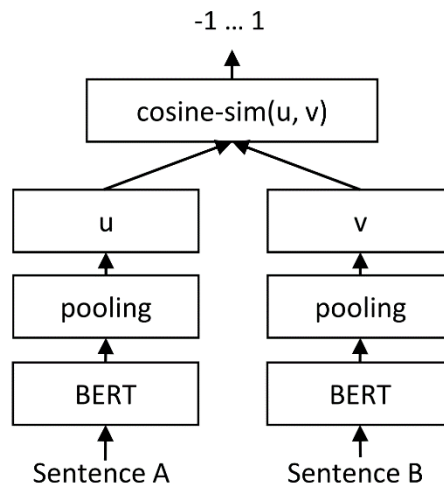 -1 … 1
cosine-sim(u, v)
u v
pooling pooling
BERT BERT
Sentence A Sentence B